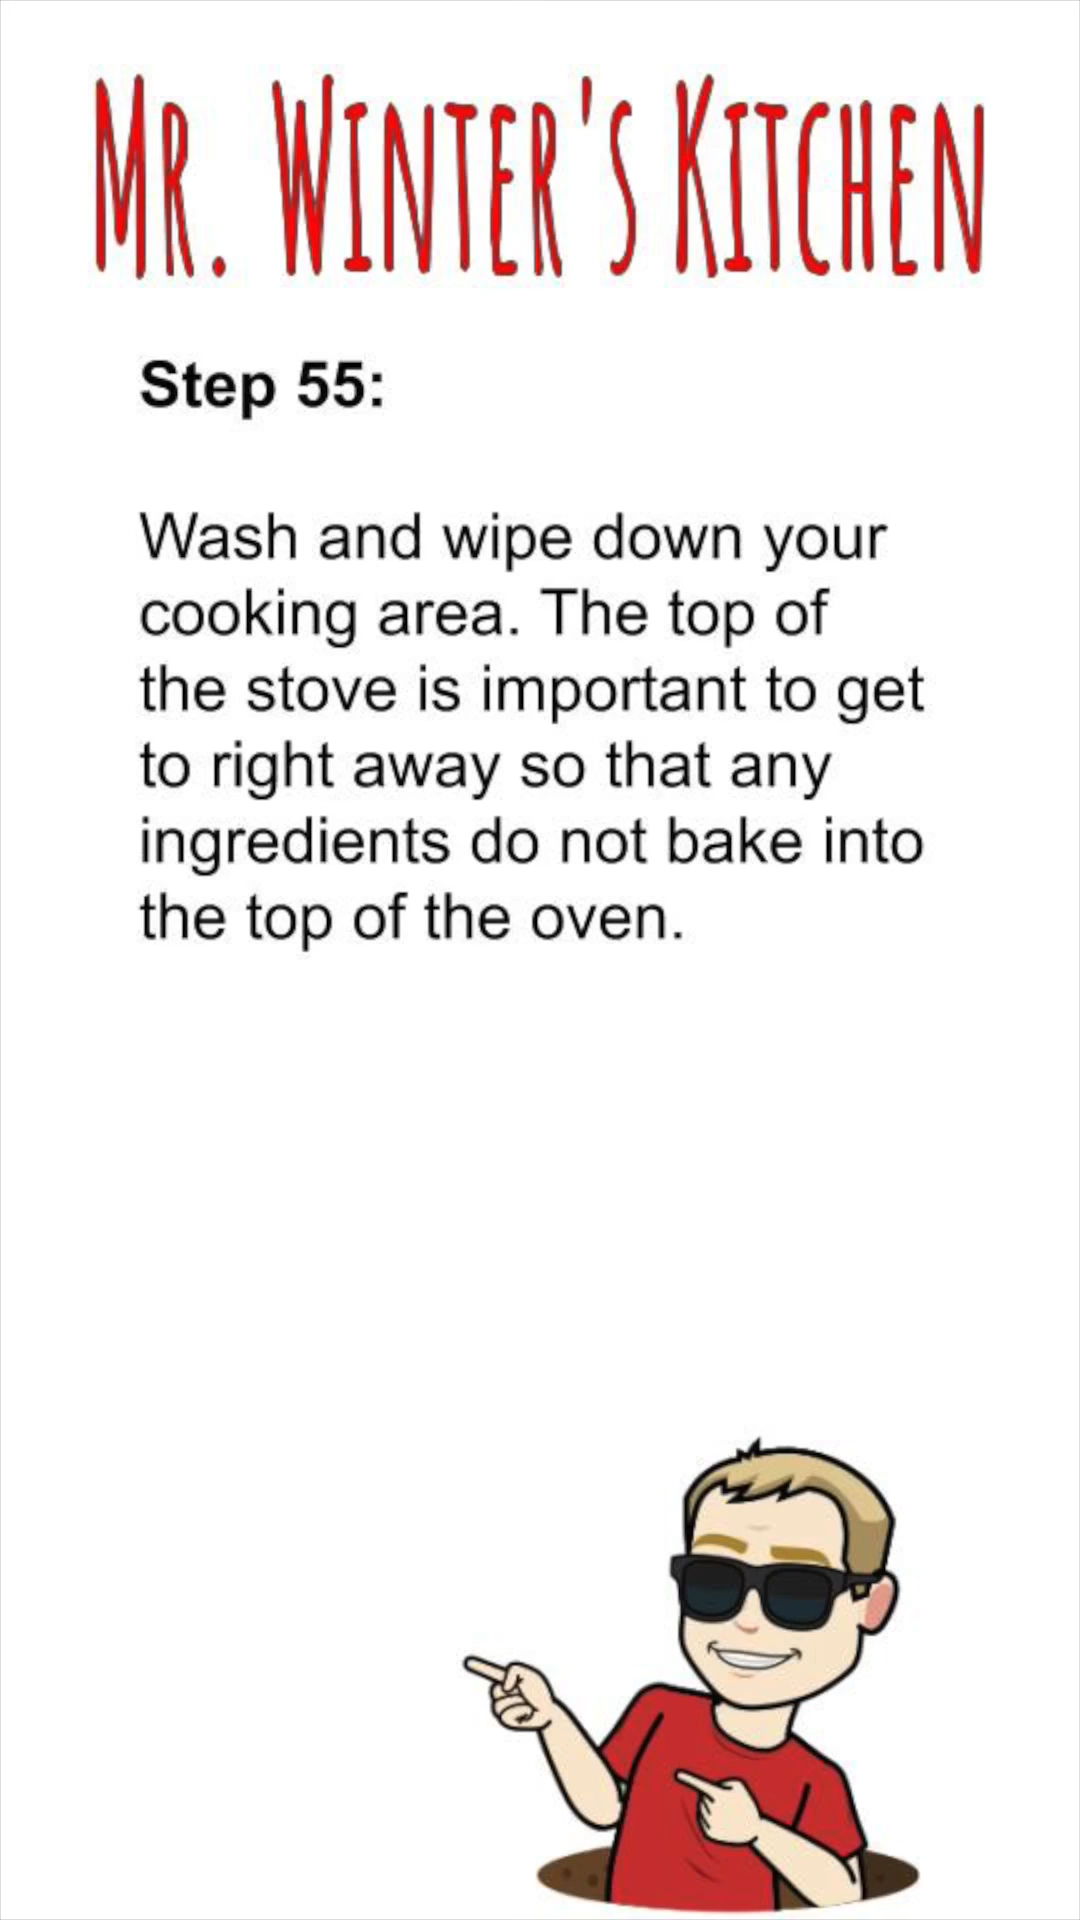 Mr. Winter's Kitchen
Step 55:
Wash and wipe down your
cooking area. The top of
the stove is important to get
to right away so that any
ingredients do not bake into
the top of the oven.